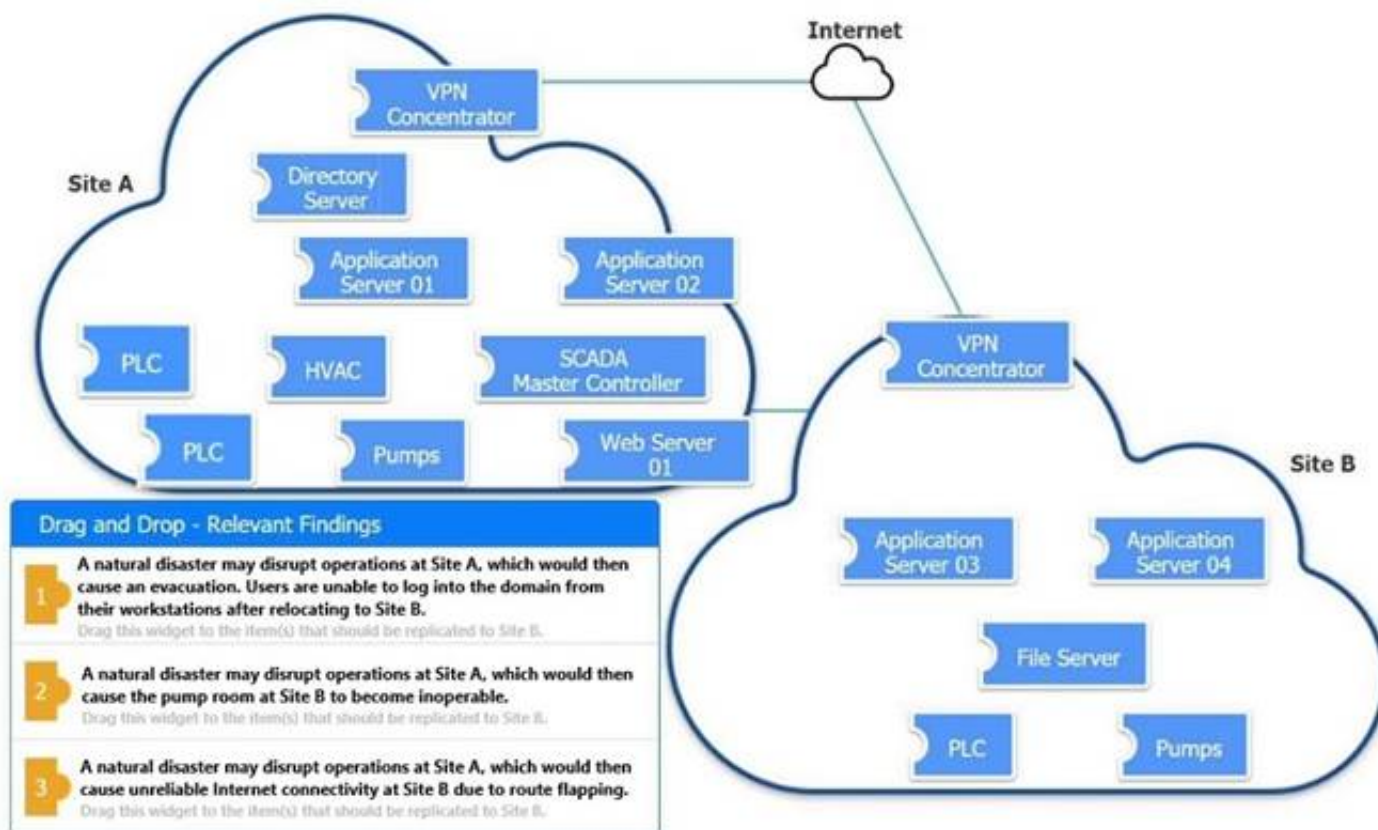 Internet
VPN
Concentrator
Site A
Directory
Server
Application
Server 01
Application
Server 02
PLC
HVAC
SCADA
Master Controller
PLC
Pumps
Web Server
01
VPN
Concentrator
Site B
Application
Server 03
Application
Server 04
File Server
PLC
Pumps
Drag and Drop - Relevant Findings
1
A natural disaster may disrupt operations at Site A, which would then
cause an evacuation. Users are unable to log into the domain from
their workstations after relocating to Site B.
Drag this widget to the item(s) that should be replicated to Site B.
2
A natural disaster may disrupt operations at Site A, which would then
cause the pump room at Site B to become inoperable.
Drag this widget to the item(s) that should be replicated to Site B.
3
A natural disaster may disrupt operations at Site A, which would then
cause unreliable Internet connectivity at Site B due to route flapping.
Drag this widget to the item(s) that should be replicated to Site B.